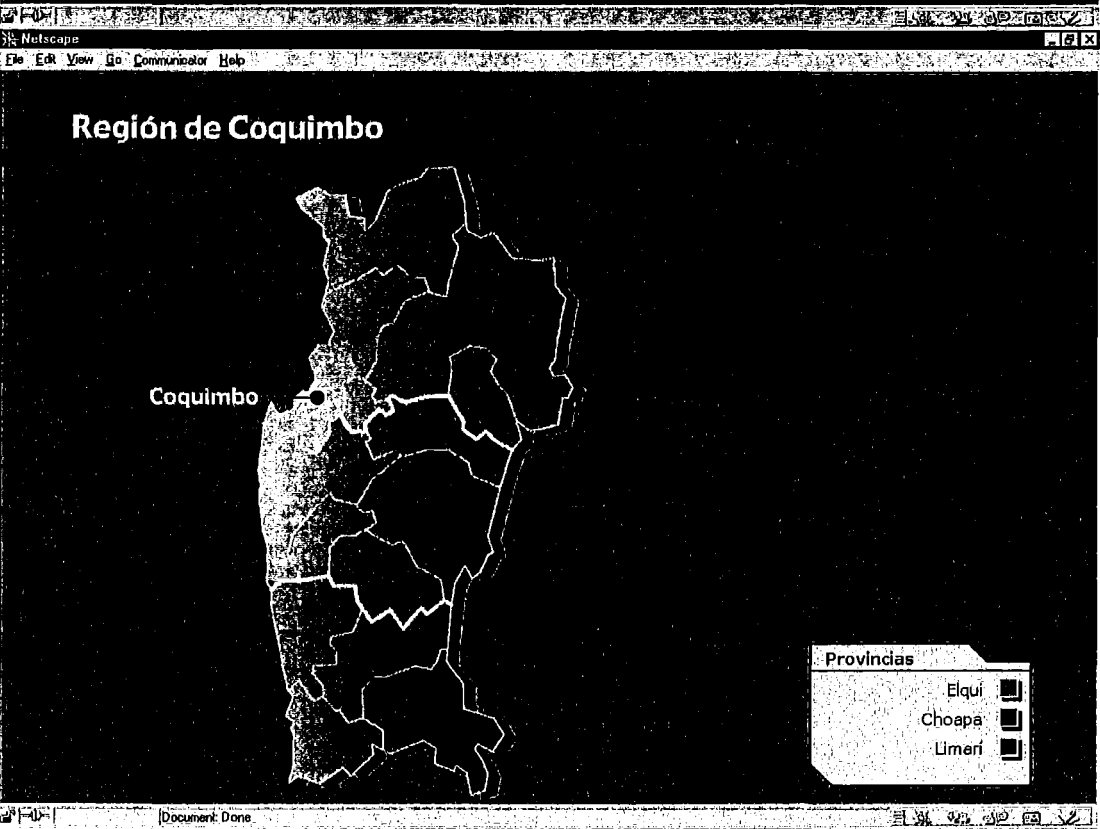 Netscape
File Edit View Go Communicator Help
Región de Coquimbo
Coquimbo
Provincias
Elqui
Choapa
Limarí
Document: Done